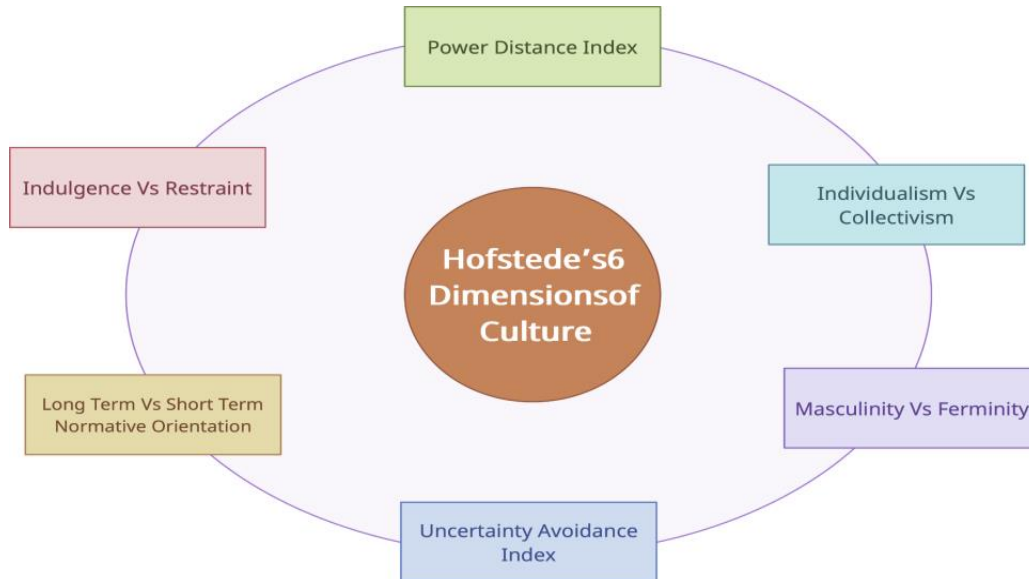 Power Distance Index
Indulgence Vs Restraint
Individualism Vs
Collectivism
Hofstede’s6
Dimensionsof
Culture
Long Term Vs Short Term
Normative Orientation
Masculinity Vs Ferminity
Uncertainty Avoidance
Index